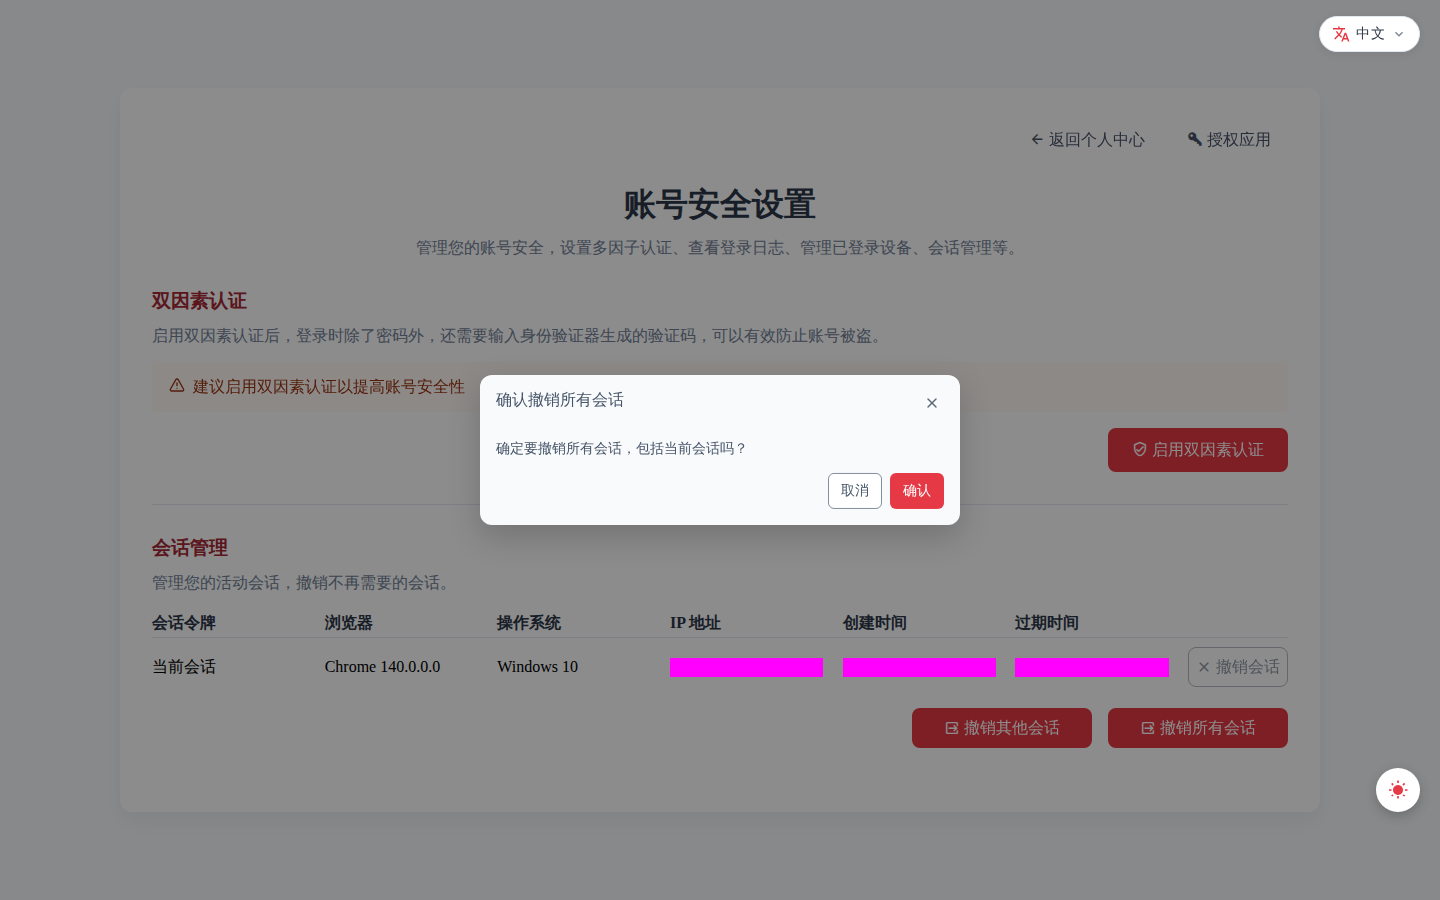 中文
返回个人中心
授权应用
账号安全设置
管理您的账号安全，设置多因子认证、查看登录日志、管理已登录设备、会话管理等。
双因素认证
启用双因素认证后，登录时除了密码外，还需要输入身份验证器生成的验证码，可以有效防止账号被盗。
建议启用双因素认证以提高账号安全性
确认撤销所有会话
确定要撤销所有会话，包括当前会话吗？
取消
确认
启用双因素认证
会话管理
管理您的活动会话，撤销不再需要的会话。
会话令牌 浏览器 操作系统 IP 地址 创建时间 过期时间
当前会话 Chrome 140.0.0.0 Windows 10 撤销会话
撤销其他会话 撤销所有会话